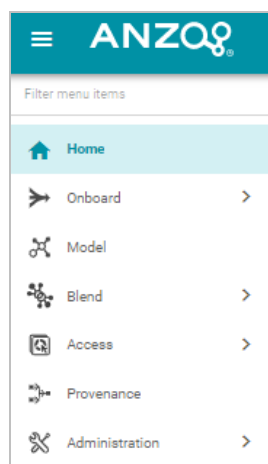 ANZO®
Filter menu items
Home
Onboard
Model
Blend
Access
Provenance
Administration